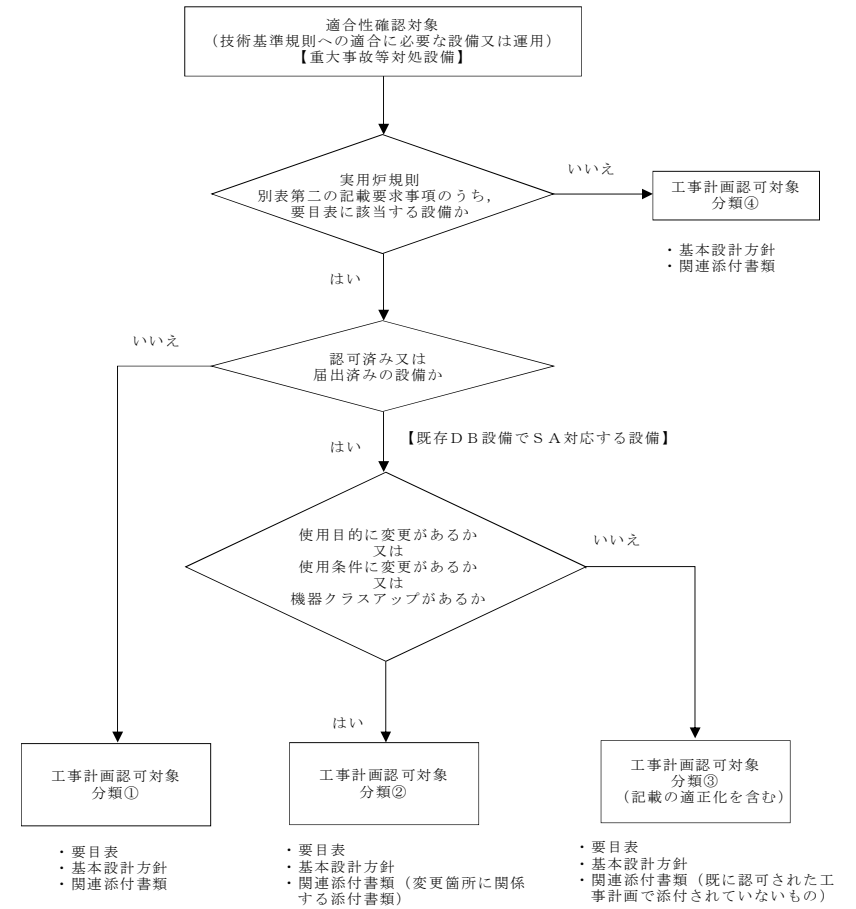 適合性確認対象
（技術基準規則への適合に必要な設備又は運用）
【重大事故等対処設備】
実用炉規則
別表第二の記載要求事項のうち，
要目表に該当する設備か
いいえ
工事計画認可対象
分類④
・基本設計方針
・関連添付書類
はい
いいえ
認可済み又は
届出済みの設備か
はい
【既存ＤＢ設備でＳＡ対応する設備】
使用目的に変更があるか
又は
使用条件に変更があるか
又は
機器クラスアップがあるか
いいえ
はい
工事計画認可対象
分類①
・要目表
・基本設計方針
・関連添付書類
工事計画認可対象
分類②
・要目表
・基本設計方針
・関連添付書類（変更箇所に関係
する添付書類）
工事計画認可対象
分類③
（記載の適正化を含む）
・要目表
・基本設計方針
・関連添付書類（既に認可された工
事計画で添付されていないもの）